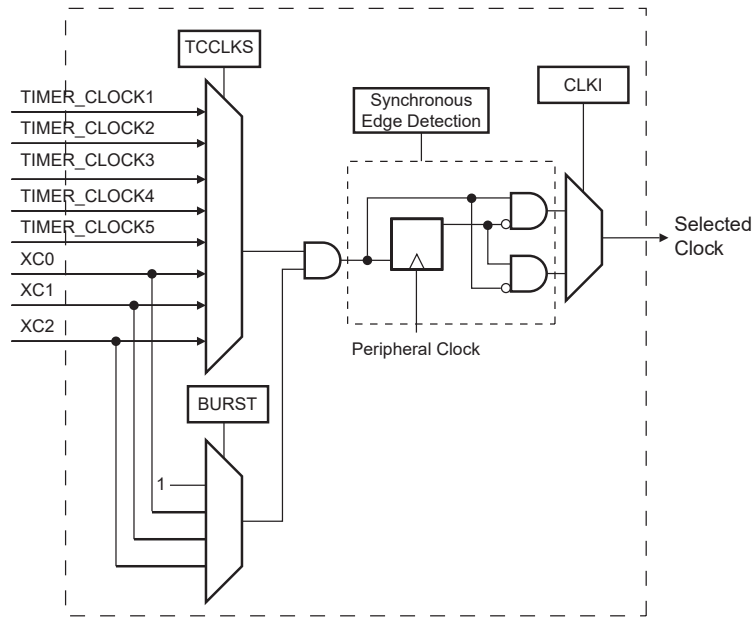 TCCLKS
TIMER_CLOCK1
TIMER_CLOCK2
TIMER_CLOCK3
TIMER_CLOCK4
TIMER_CLOCK5
XC0
XC1
XC2
Synchronous
Edge Detection
CLKI
Selected
Clock
Peripheral Clock
BURST
1